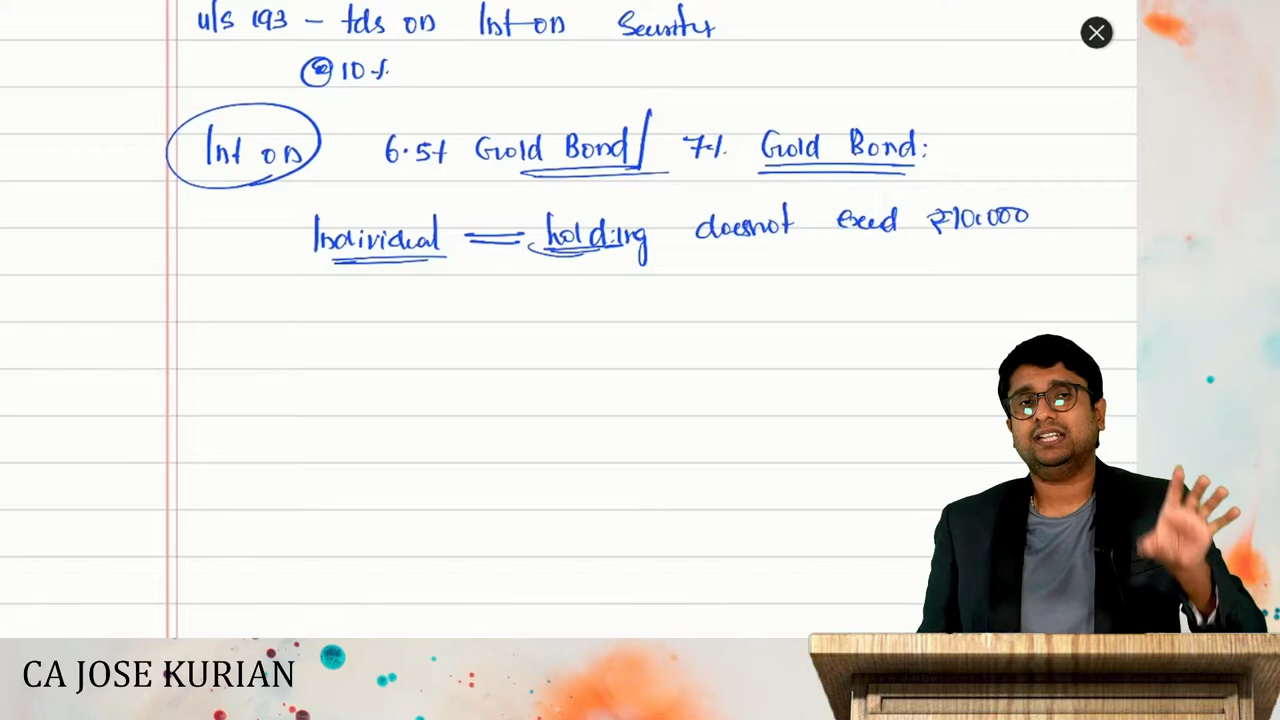 u/s 193 - tds on Int on Security
@ 10%
Int on 6.5% Gold Bond / 7% Gold Bond:
Individual = holding doesnot exeed ₹10,000
CA JOSE KURIAN